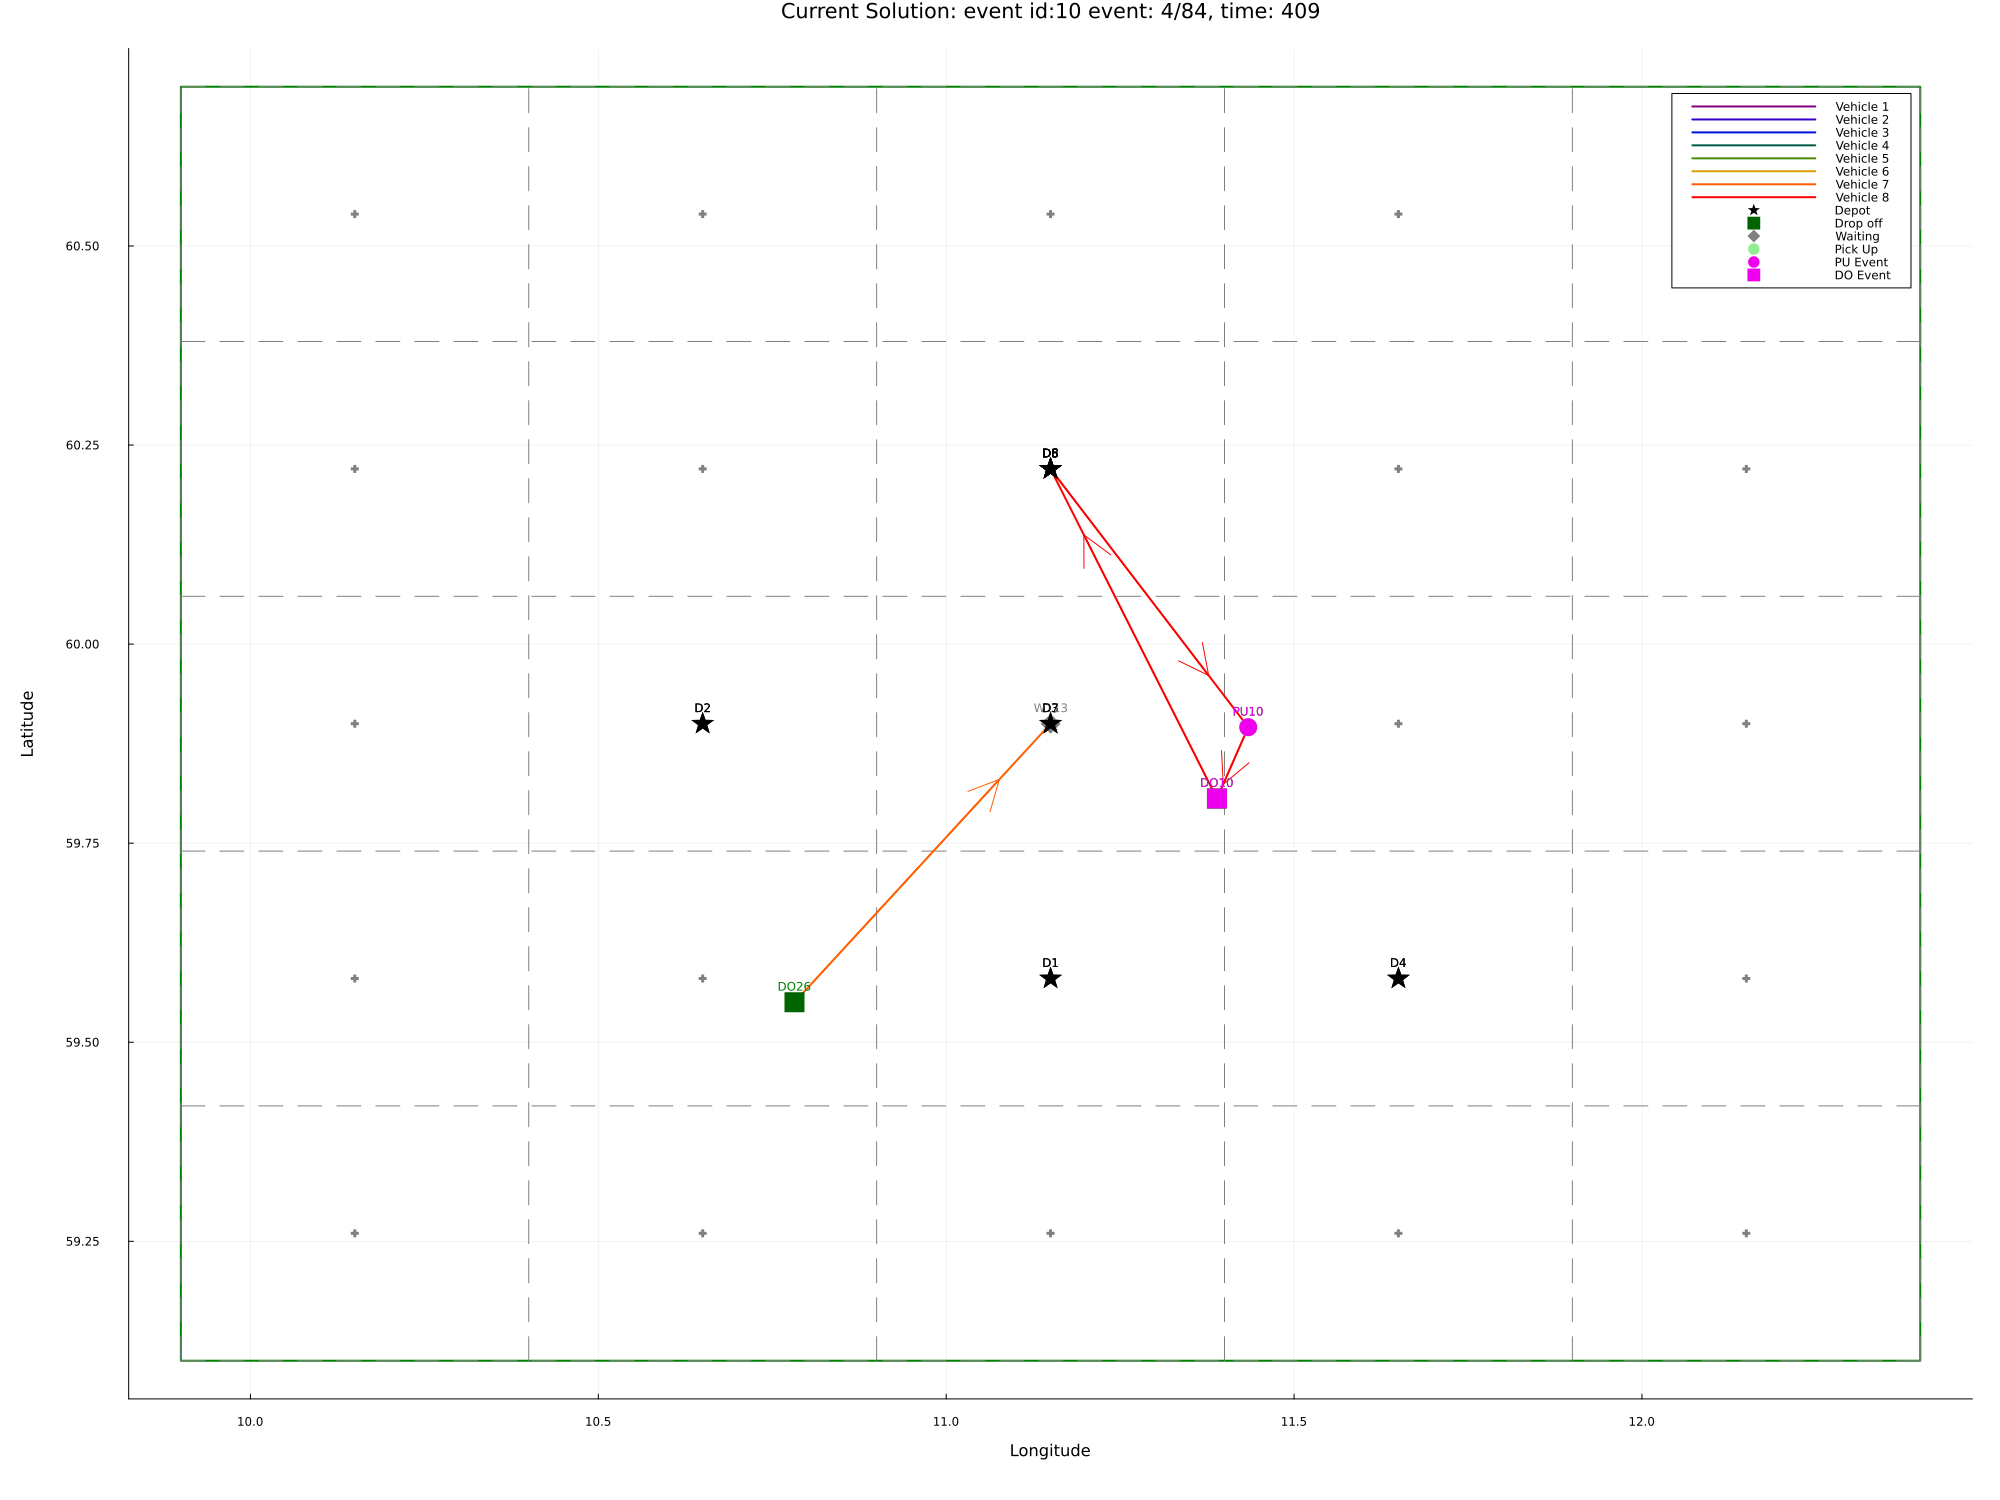 Current Solution: event id:10 event: 4/84, time: 409
Vehicle 1
Vehicle 2
Vehicle 3
Vehicle 4
Vehicle 5
Vehicle 6
Vehicle 7
Vehicle 8
Depot
Drop off
Waiting
Pick Up
PU Event
DO Event
60.50
60.25
60.00
59.75
59.50
59.25
Latitude
D2
PU10
DO10
D1
D4
DO26
10.0
10.5
11.0
11.5
12.0
Longitude